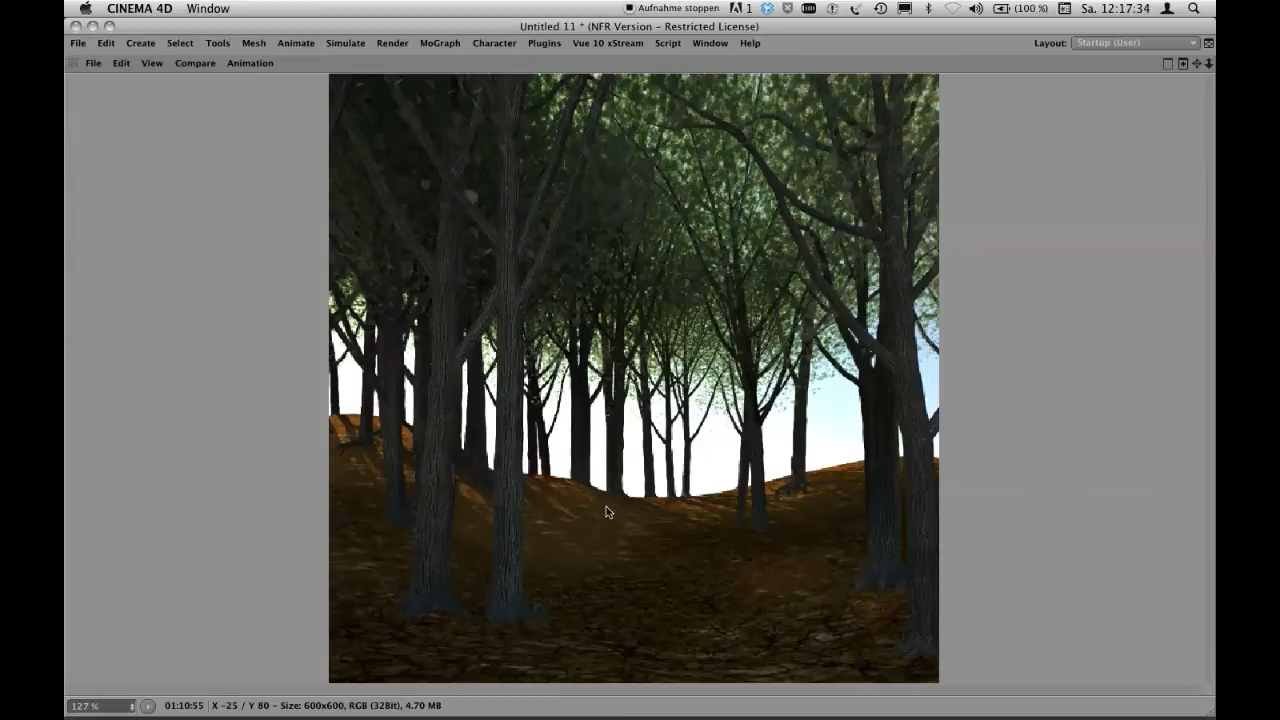 CINEMA 4D Window Aufnahme stoppen 1 (100 %) Sa. 12:17:34
Untitled 11 * (NFR Version – Restricted License)
File Edit Create Select Tools Mesh Animate Simulate Render MoGraph Character Plugins Vue 10 xStream Script Window Help Layout: Startup (User)
File Edit View Compare Animation
127 % 01:10:55 X -25 / Y 80 - Size: 600x600, RGB (32Bit), 4.70 MB